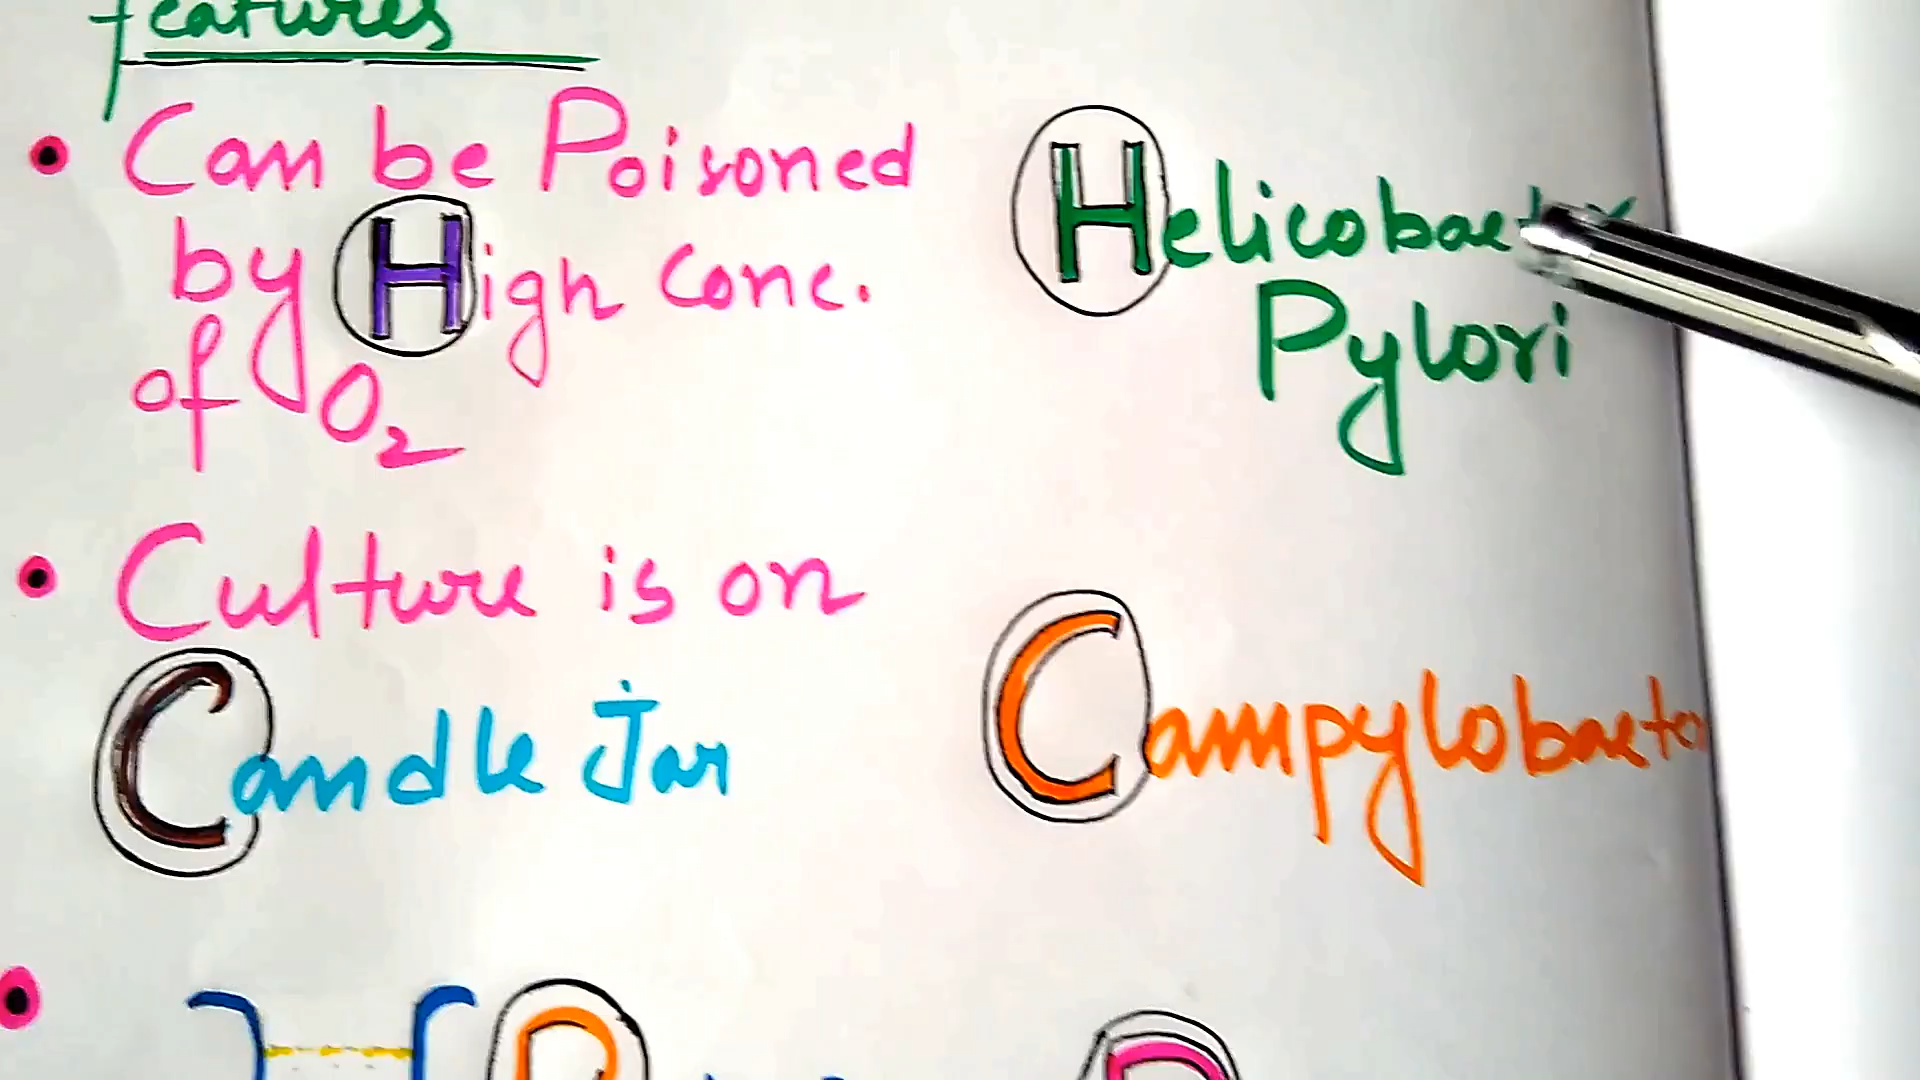 features
• Can be Poisoned
by High Conc.
of O2
Helicobacter
Pylori
• Culture is on
Candle Jar
Campylobacter